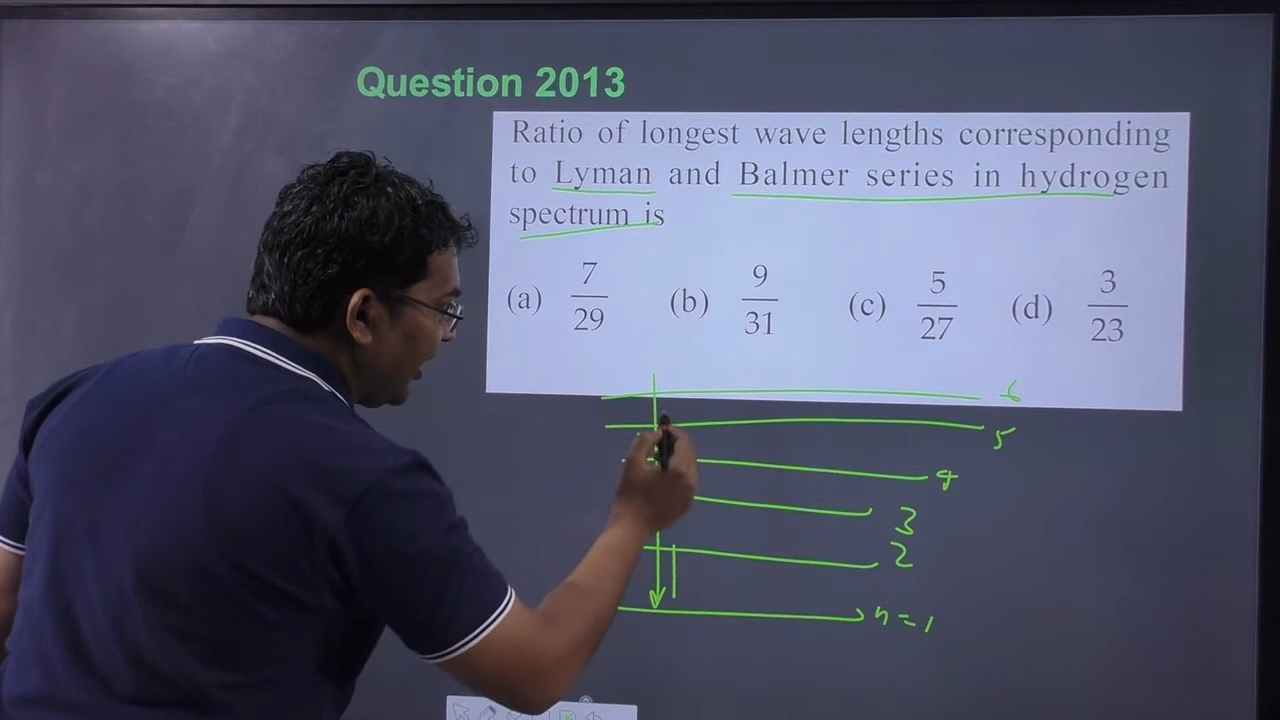 Question 2013
Ratio of longest wave lengths corresponding
to Lyman and Balmer series in hydrogen
spectrum is
(a) 7/29 (b) 9/31 (c) 5/27 (d) 3/23
6
5
4
3
2
n=1